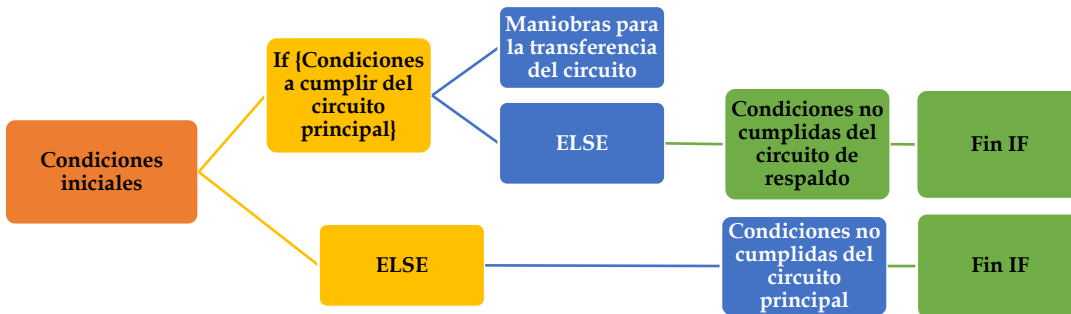 Condiciones
iniciales
If {Condiciones
a cumplir del
circuito
principal}
Maniobras para
la transferencia
del circuito
ELSE
Condiciones no
cumplidas del
circuito de
respaldo
Fin IF
ELSE
Condiciones no
cumplidas del
circuito
principal
Fin IF